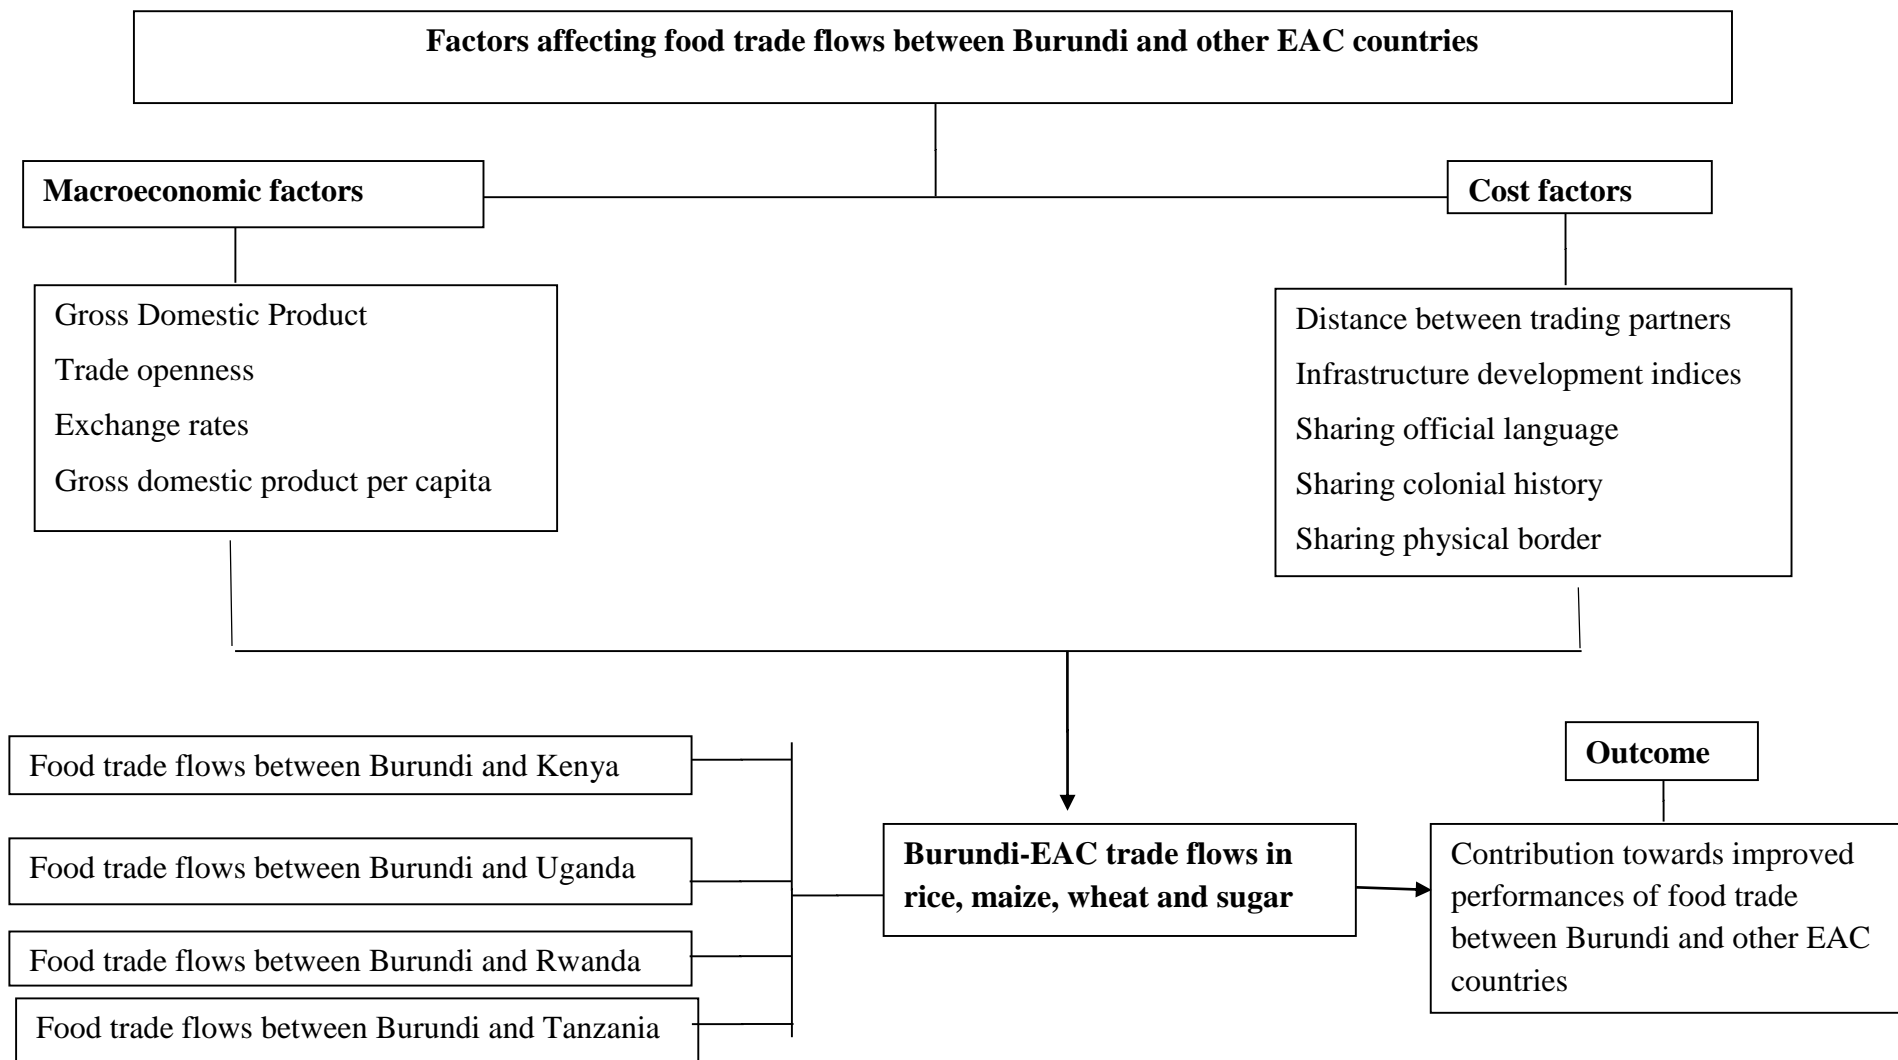 Factors affecting food trade flows between Burundi and other EAC countries
Macroeconomic factors
Cost factors
Gross Domestic Product
Trade openness
Exchange rates
Gross domestic product per capita
Distance between trading partners
Infrastructure development indices
Sharing official language
Sharing colonial history
Sharing physical border
Food trade flows between Burundi and Kenya
Food trade flows between Burundi and Uganda
Food trade flows between Burundi and Rwanda
Food trade flows between Burundi and Tanzania
Burundi-EAC trade flows in
rice, maize, wheat and sugar
Outcome
Contribution towards improved
performances of food trade
between Burundi and other EAC
countries